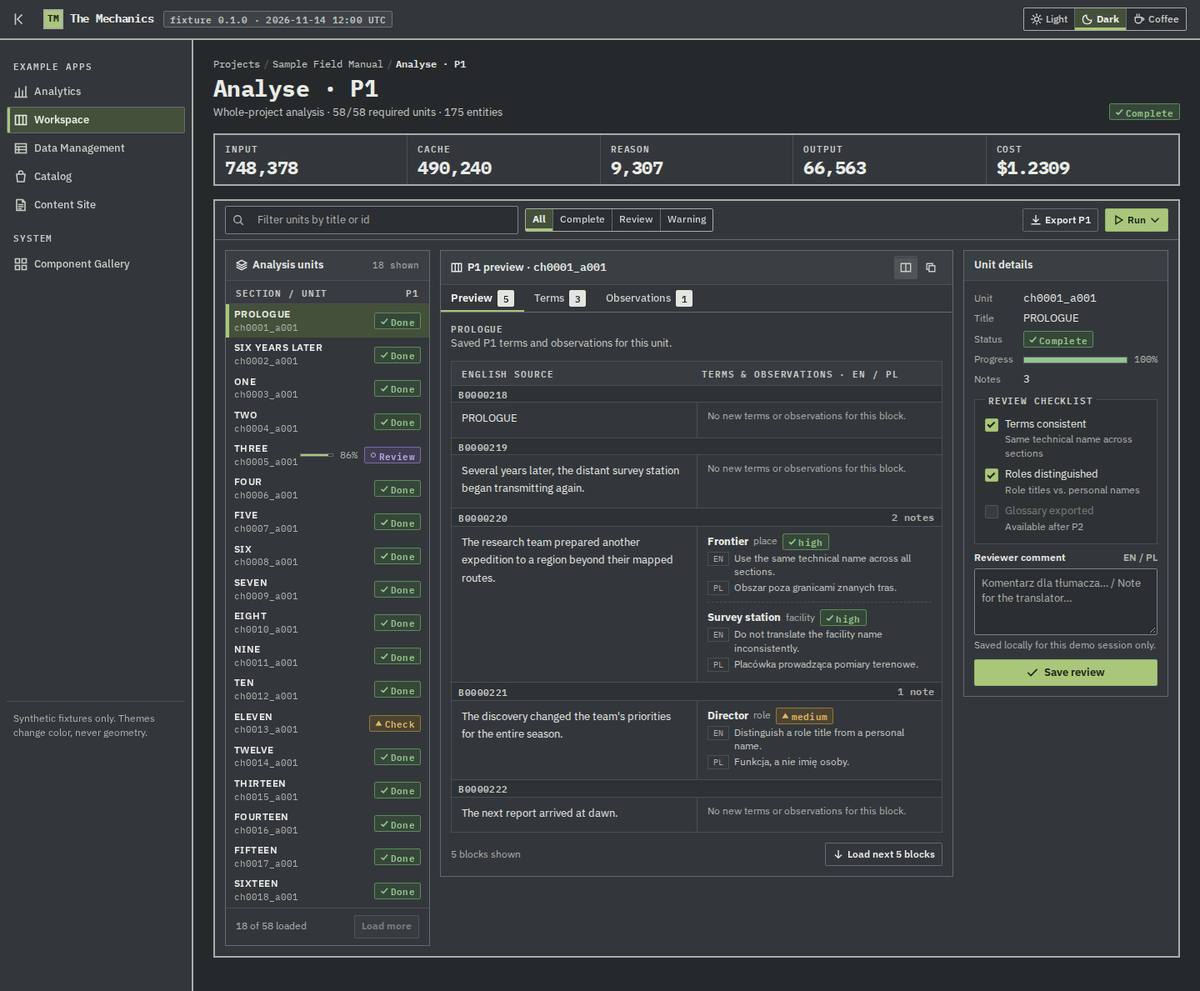 TM The Mechanics fixture 0.1.0 · 2026-11-14 12:00 UTC Light Dark Coffee
EXAMPLE APPS
Analytics
Workspace
Data Management
Catalog
Content Site
SYSTEM
Component Gallery
Synthetic fixtures only. Themes
change color, never geometry.
Projects / Sample Field Manual / Analyse · P1
Analyse · P1
Whole-project analysis · 58/58 required units · 175 entities
Complete
INPUT
748,378
CACHE
490,240
REASON
9,307
OUTPUT
66,563
COST
$1.2309
Filter units by title or id
All Complete Review Warning
Export P1 Run
Analysis units 18 shown
SECTION / UNIT P1
PROLOGUE
ch0001_a001 Done
SIX YEARS LATER
ch0002_a001 Done
ONE
ch0003_a001 Done
TWO
ch0004_a001 Done
THREE
ch0005_a001 86% Review
FOUR
ch0006_a001 Done
FIVE
ch0007_a001 Done
SIX
ch0008_a001 Done
SEVEN
ch0009_a001 Done
EIGHT
ch0010_a001 Done
NINE
ch0011_a001 Done
TEN
ch0012_a001 Done
ELEVEN
ch0013_a001 Check
TWELVE
ch0014_a001 Done
THIRTEEN
ch0015_a001 Done
FOURTEEN
ch0016_a001 Done
FIFTEEN
ch0017_a001 Done
SIXTEEN
ch0018_a001 Done
18 of 58 loaded Load more
P1 preview · ch0001_a001
Preview 5 Terms 3 Observations 1
PROLOGUE
Saved P1 terms and observations for this unit.
ENGLISH SOURCE TERMS & OBSERVATIONS · EN / PL
B0000218
PROLOGUE No new terms or observations for this block.
B0000219
Several years later, the distant survey station
began transmitting again.
No new terms or observations for this block.
B0000220 2 notes
The research team prepared another
expedition to a region beyond their mapped
routes.
Frontier place high
EN Use the same technical name across all
sections.
PL Obszar poza granicami znanych tras.
Survey station facility high
EN Do not translate the facility name
inconsistently.
PL Placówka prowadząca pomiary terenowe.
B0000221 1 note
The discovery changed the team's priorities
for the entire season.
Director role medium
EN Distinguish a role title from a personal
name.
PL Funkcja, a nie imię osoby.
B0000222
The next report arrived at dawn. No new terms or observations for this block.
5 blocks shown Load next 5 blocks
Unit details
Unit ch0001_a001
Title PROLOGUE
Status Complete
Progress 100%
Notes 3
REVIEW CHECKLIST
Terms consistent
Same technical name across
sections
Roles distinguished
Role titles vs. personal names
Glossary exported
Available after P2
Reviewer comment EN / PL
Komentarz dla tłumacza… / Note
for the translator…
Saved locally for this demo session only.
Save review